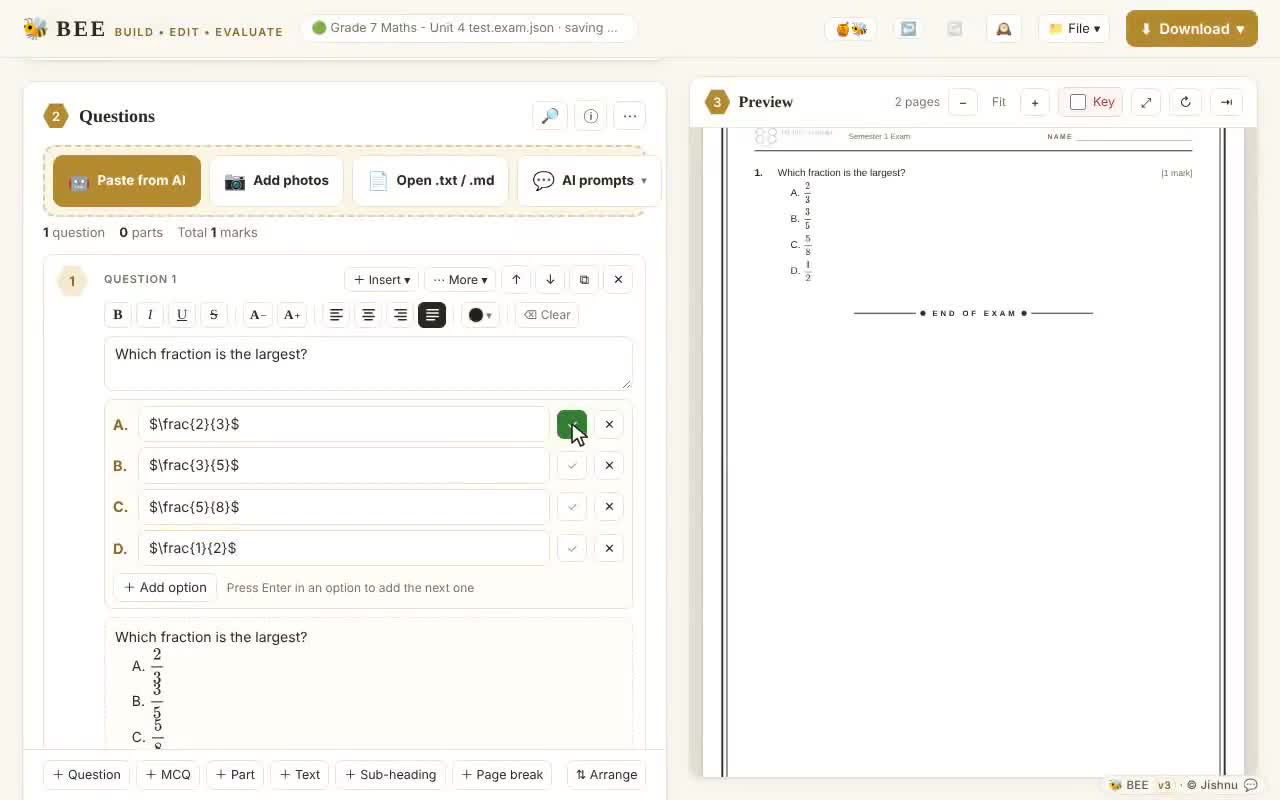 BEE BUILD • EDIT • EVALUATE Grade 7 Maths - Unit 4 test.exam.json · saving ... File ▾ Download ▾
2 Questions
Paste from AI Add photos Open .txt / .md AI prompts ▾
1 question 0 parts Total 1 marks
1 QUESTION 1 + Insert ▾ ··· More ▾ ↑ ↓ ⧉ ✕
B I U S A− A+ ⌫ Clear
Which fraction is the largest?
A. $\frac{2}{3}$ ✓ ✕
B. $\frac{3}{5}$ ✓ ✕
C. $\frac{5}{8}$ ✓ ✕
D. $\frac{1}{2}$ ✓ ✕
+ Add option Press Enter in an option to add the next one
Which fraction is the largest?
A. 2/3
B. 3/5
C. 5/8
+ Question + MCQ + Part + Text + Sub-heading + Page break ⇅ Arrange
3 Preview 2 pages − Fit + Key
Semester 1 Exam NAME
1. Which fraction is the largest? [1 mark]
A. 2/3
B. 3/5
C. 5/8
D. 1/2
END OF EXAM
BEE v3 · © Jishnu